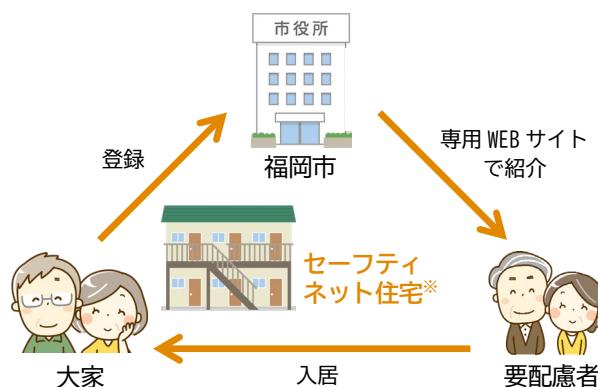 市役所
福岡市
登録
専用 WEB サイト
で紹介
セーフティ
ネット住宅※
大家
入居
要配慮者